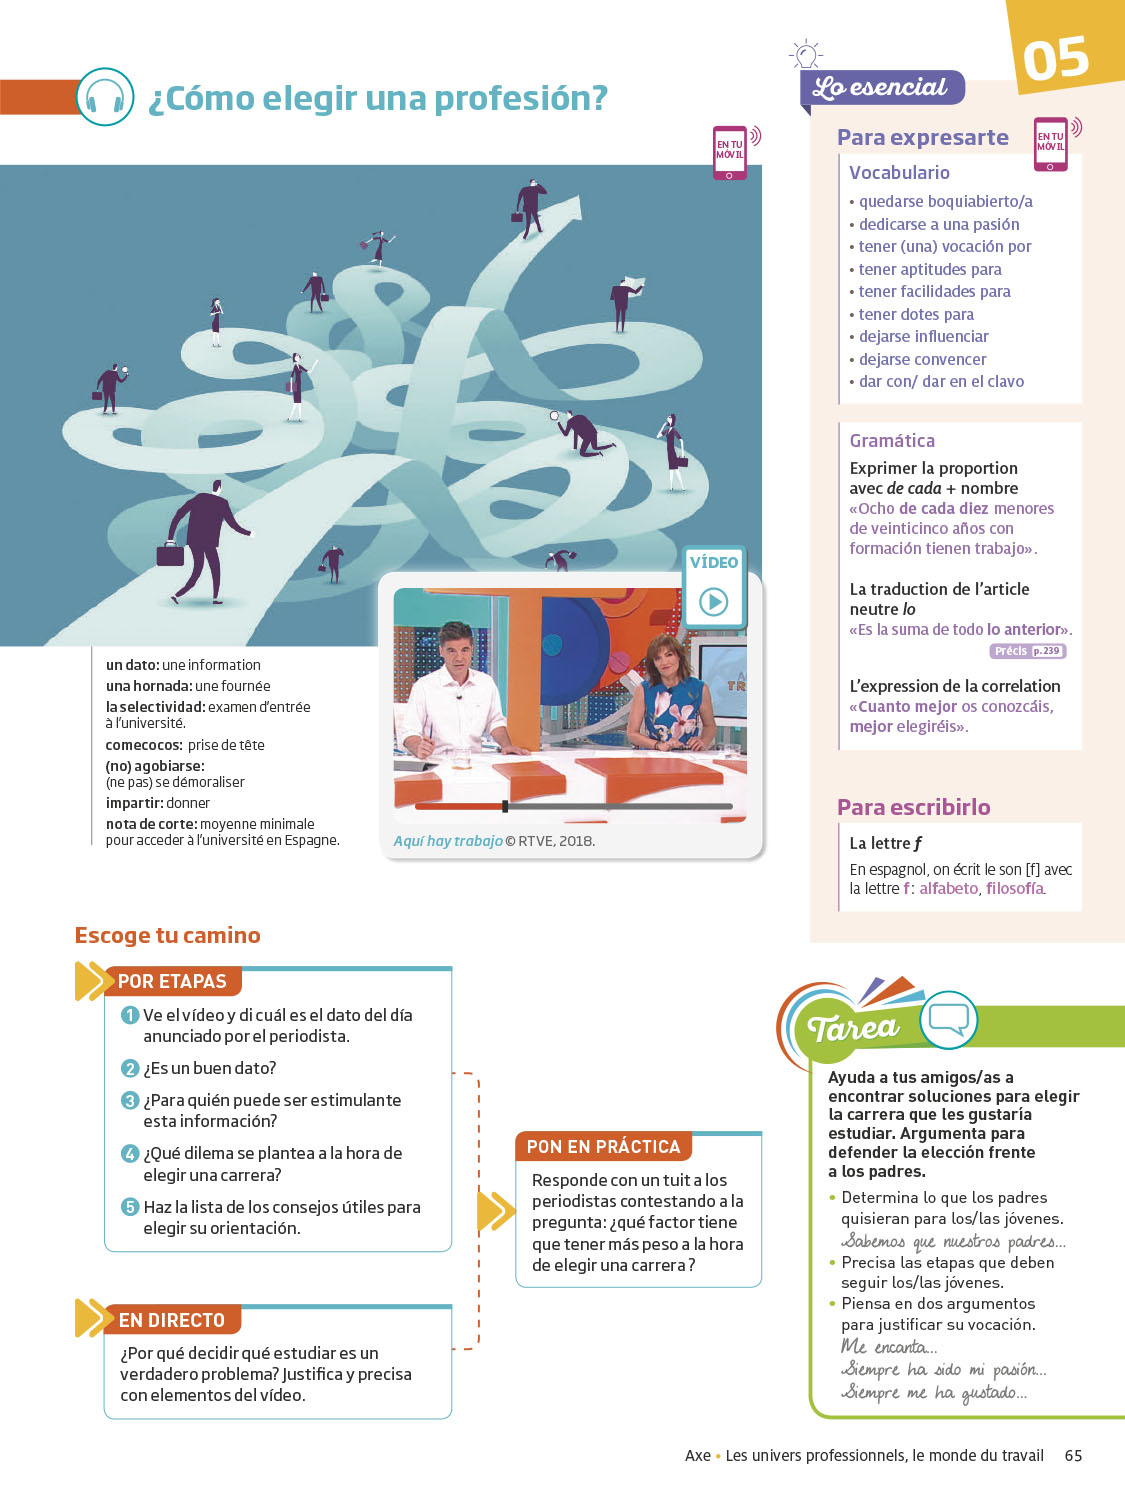 05
¿Cómo elegir una profesión?
EN TU
MÓVIL
un dato: une information
una hornada: une fournée
la selectividad: examen d'entrée
à l'université.
comecocos: prise de tête
(no) agobiarse:
(ne pas) se démoraliser
impartir: donner
nota de corte: moyenne minimale
pour acceder à l'université en Espagne.
VÍDEO
Aquí hay trabajo © RTVE, 2018.
Escoge tu camino
POR ETAPAS
1 Ve el vídeo y di cuál es el dato del día
anunciado por el periodista.
2 ¿Es un buen dato?
3 ¿Para quién puede ser estimulante
esta información?
4 ¿Qué dilema se plantea a la hora de
elegir una carrera?
5 Haz la lista de los consejos útiles para
elegir su orientación.
EN DIRECTO
¿Por qué decidir qué estudiar es un
verdadero problema? Justifica y precisa
con elementos del vídeo.
PON EN PRÁCTICA
Responde con un tuit a los
periodistas contestando a la
pregunta: ¿qué factor tiene
que tener más peso a la hora
de elegir una carrera?
Lo esencial
Para expresarte
EN TU
MÓVIL
Vocabulario
• quedarse boquiabierto/a
• dedicarse a una pasión
• tener (una) vocación por
• tener aptitudes para
• tener facilidades para
• tener dotes para
• dejarse influenciar
• dejarse convencer
• dar con/ dar en el clavo
Gramática
Exprimer la proportion
avec de cada + nombre
«Ocho de cada diez menores
de veinticinco años con
formación tienen trabajo».
La traduction de l'article
neutre lo
«Es la suma de todo lo anterior».
Précis p. 239
L'expression de la correlation
«Cuanto mejor os conozcáis,
mejor elegiréis».
Para escribirlo
La lettre f
En espagnol, on écrit le son [f] avec
la lettre f : alfabeto, filosofía.
Tarea
Ayuda a tus amigos/as a
encontrar soluciones para elegir
la carrera que les gustaría
estudiar. Argumenta para
defender la elección frente
a los padres.
• Determina lo que los padres
quisieran para los/las jóvenes.
Sabemos que nuestros padres...
• Precisa las etapas que deben
seguir los/las jóvenes.
• Piensa en dos argumentos
para justificar su vocación.
Me encanta...
Siempre ha sido mi pasión...
Siempre me ha gustado...
Axe • Les univers professionnels, le monde du travail 65